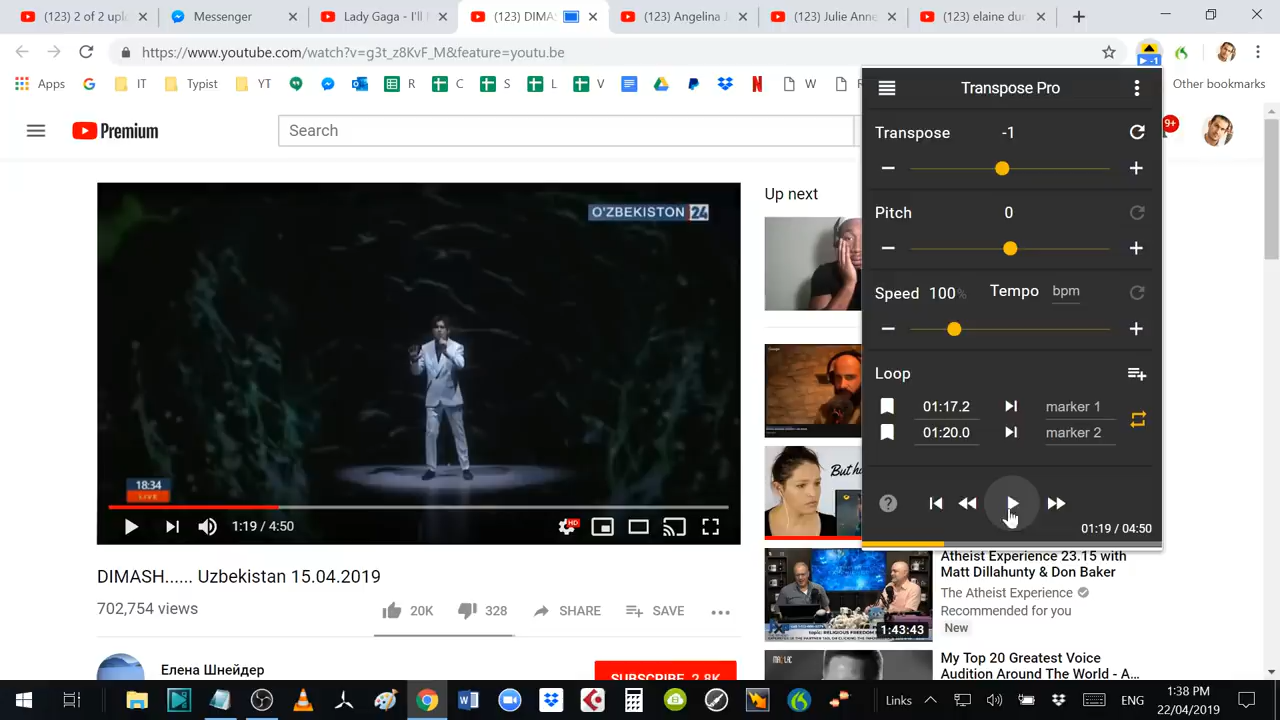 (123) 2 of 2 upl
Messenger
Lady Gaga - I'll
(123) DIMA
(123) Angelina J
(123) Julie Anne
(123) elaine dur
https://www.youtube.com/watch?v=g3t_z8KvF_M&feature=youtu.be
-1
Apps
IT
Typist
YT
R
C
S
L
V
W
Other bookmarks
Premium
Search
9+
Transpose Pro
Transpose -1
Pitch 0
Speed 100% Tempo bpm
Loop
01:17.2 marker 1
01:20.0 marker 2
01:19 / 04:50
O'ZBEKISTON 24
18:34
LIVE
1:19 / 4:50
HD
Up next
But h
DIMASH...... Uzbekistan 15.04.2019
702,754 views
20K
328
SHARE
SAVE
Елена Шнейдер
SUBSCRIBE 2.8K
Atheist Experience 23.15 with
Matt Dillahunty & Don Baker
The Atheist Experience
Recommended for you
New
1:43:43
My Top 20 Greatest Voice
Audition Around The World - A...
Links
ENG
1:38 PM
22/04/2019